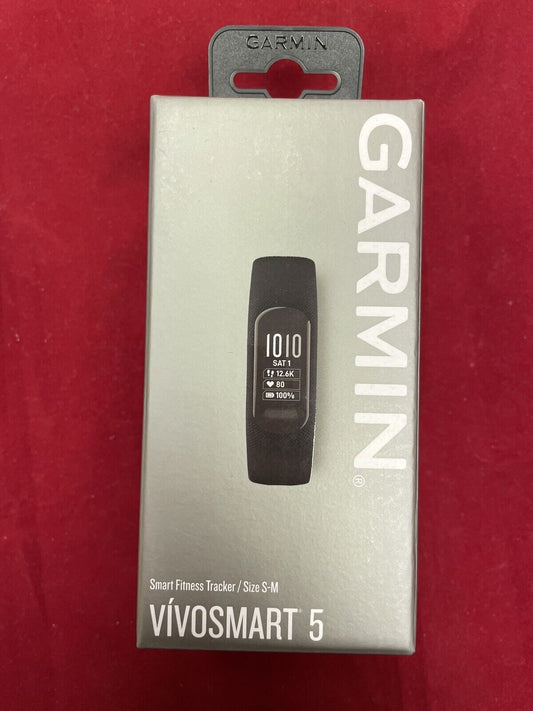 GARMIN
GARMIN®
1010
SAT 1
12.6K
80
100%
Smart Fitness Tracker / Size S-M
VÍVOSMART® 5